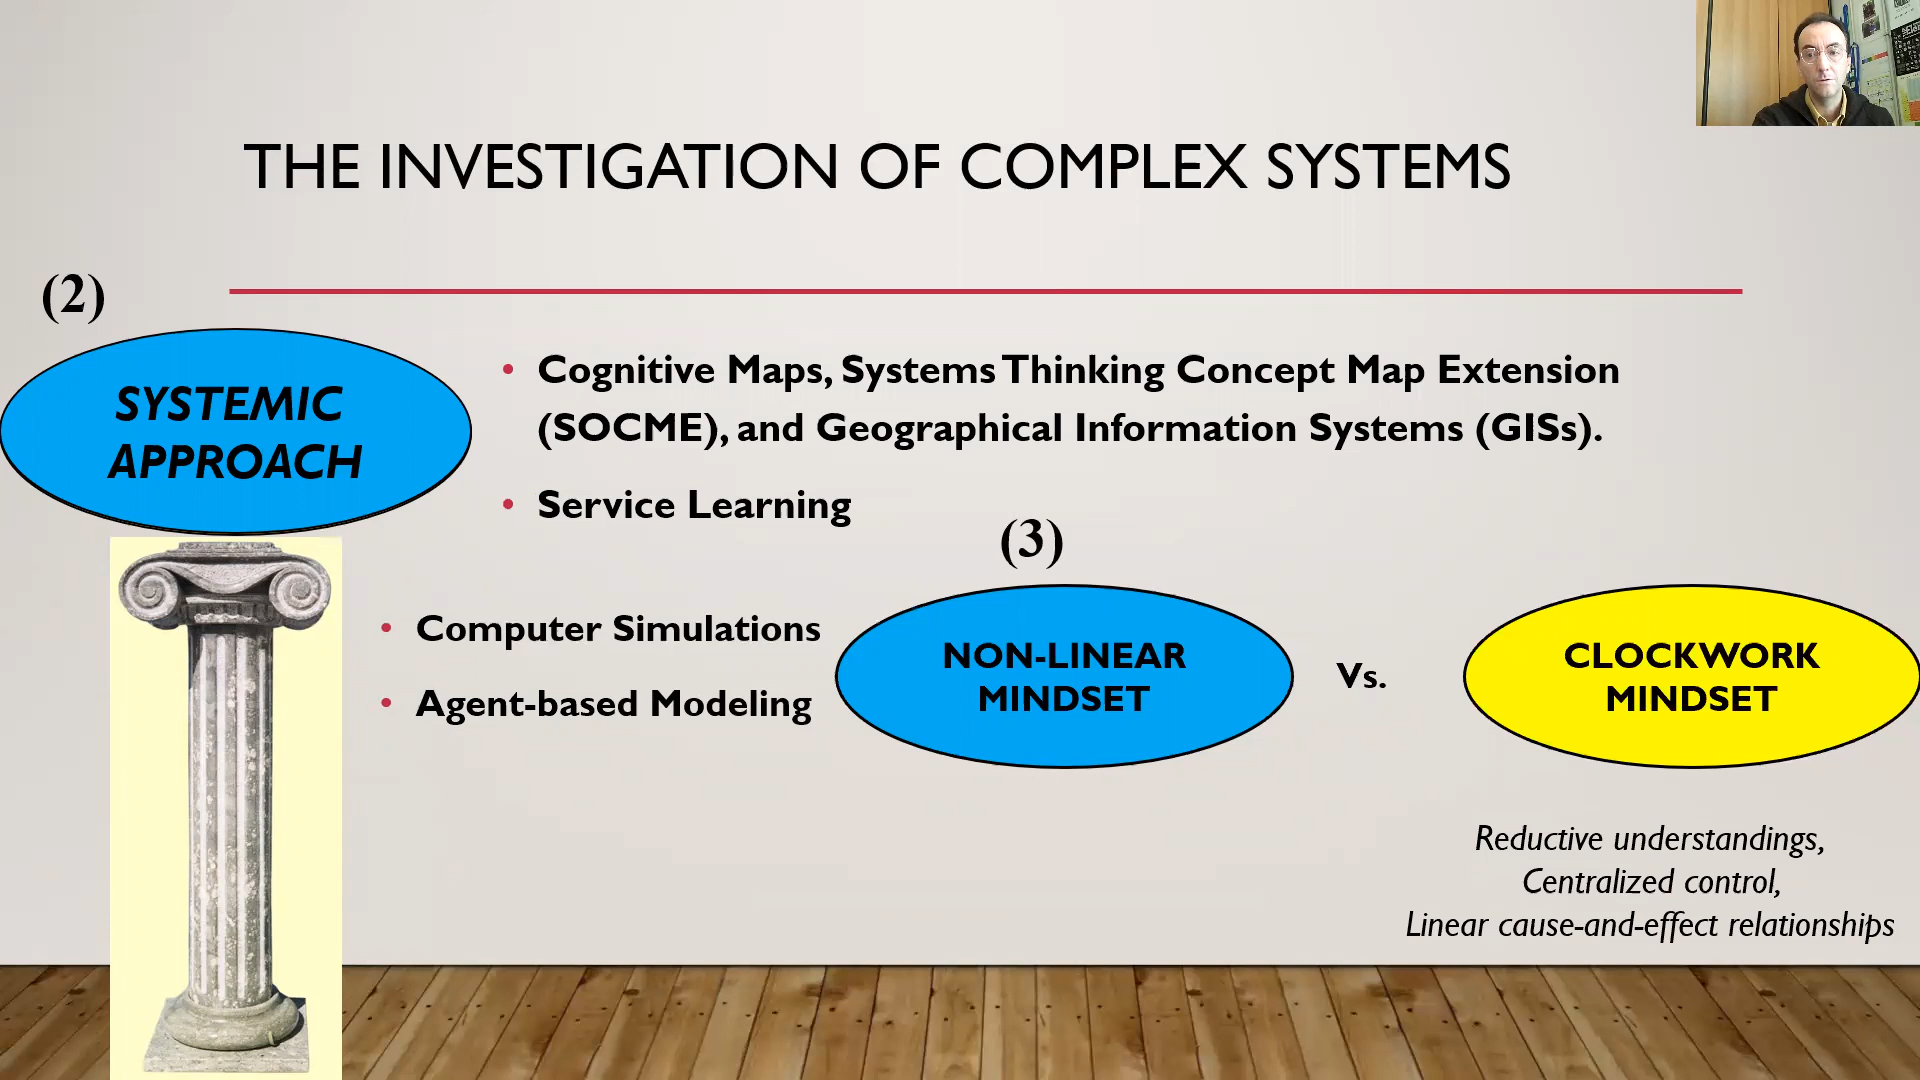 THE INVESTIGATION OF COMPLEX SYSTEMS
(2)
SYSTEMIC
APPROACH
• Cognitive Maps, Systems Thinking Concept Map Extension
(SOCME), and Geographical Information Systems (GISs).
• Service Learning
(3)
• Computer Simulations
• Agent-based Modeling
NON-LINEAR
MINDSET
Vs.
CLOCKWORK
MINDSET
Reductive understandings,
Centralized control,
Linear cause-and-effect relationships